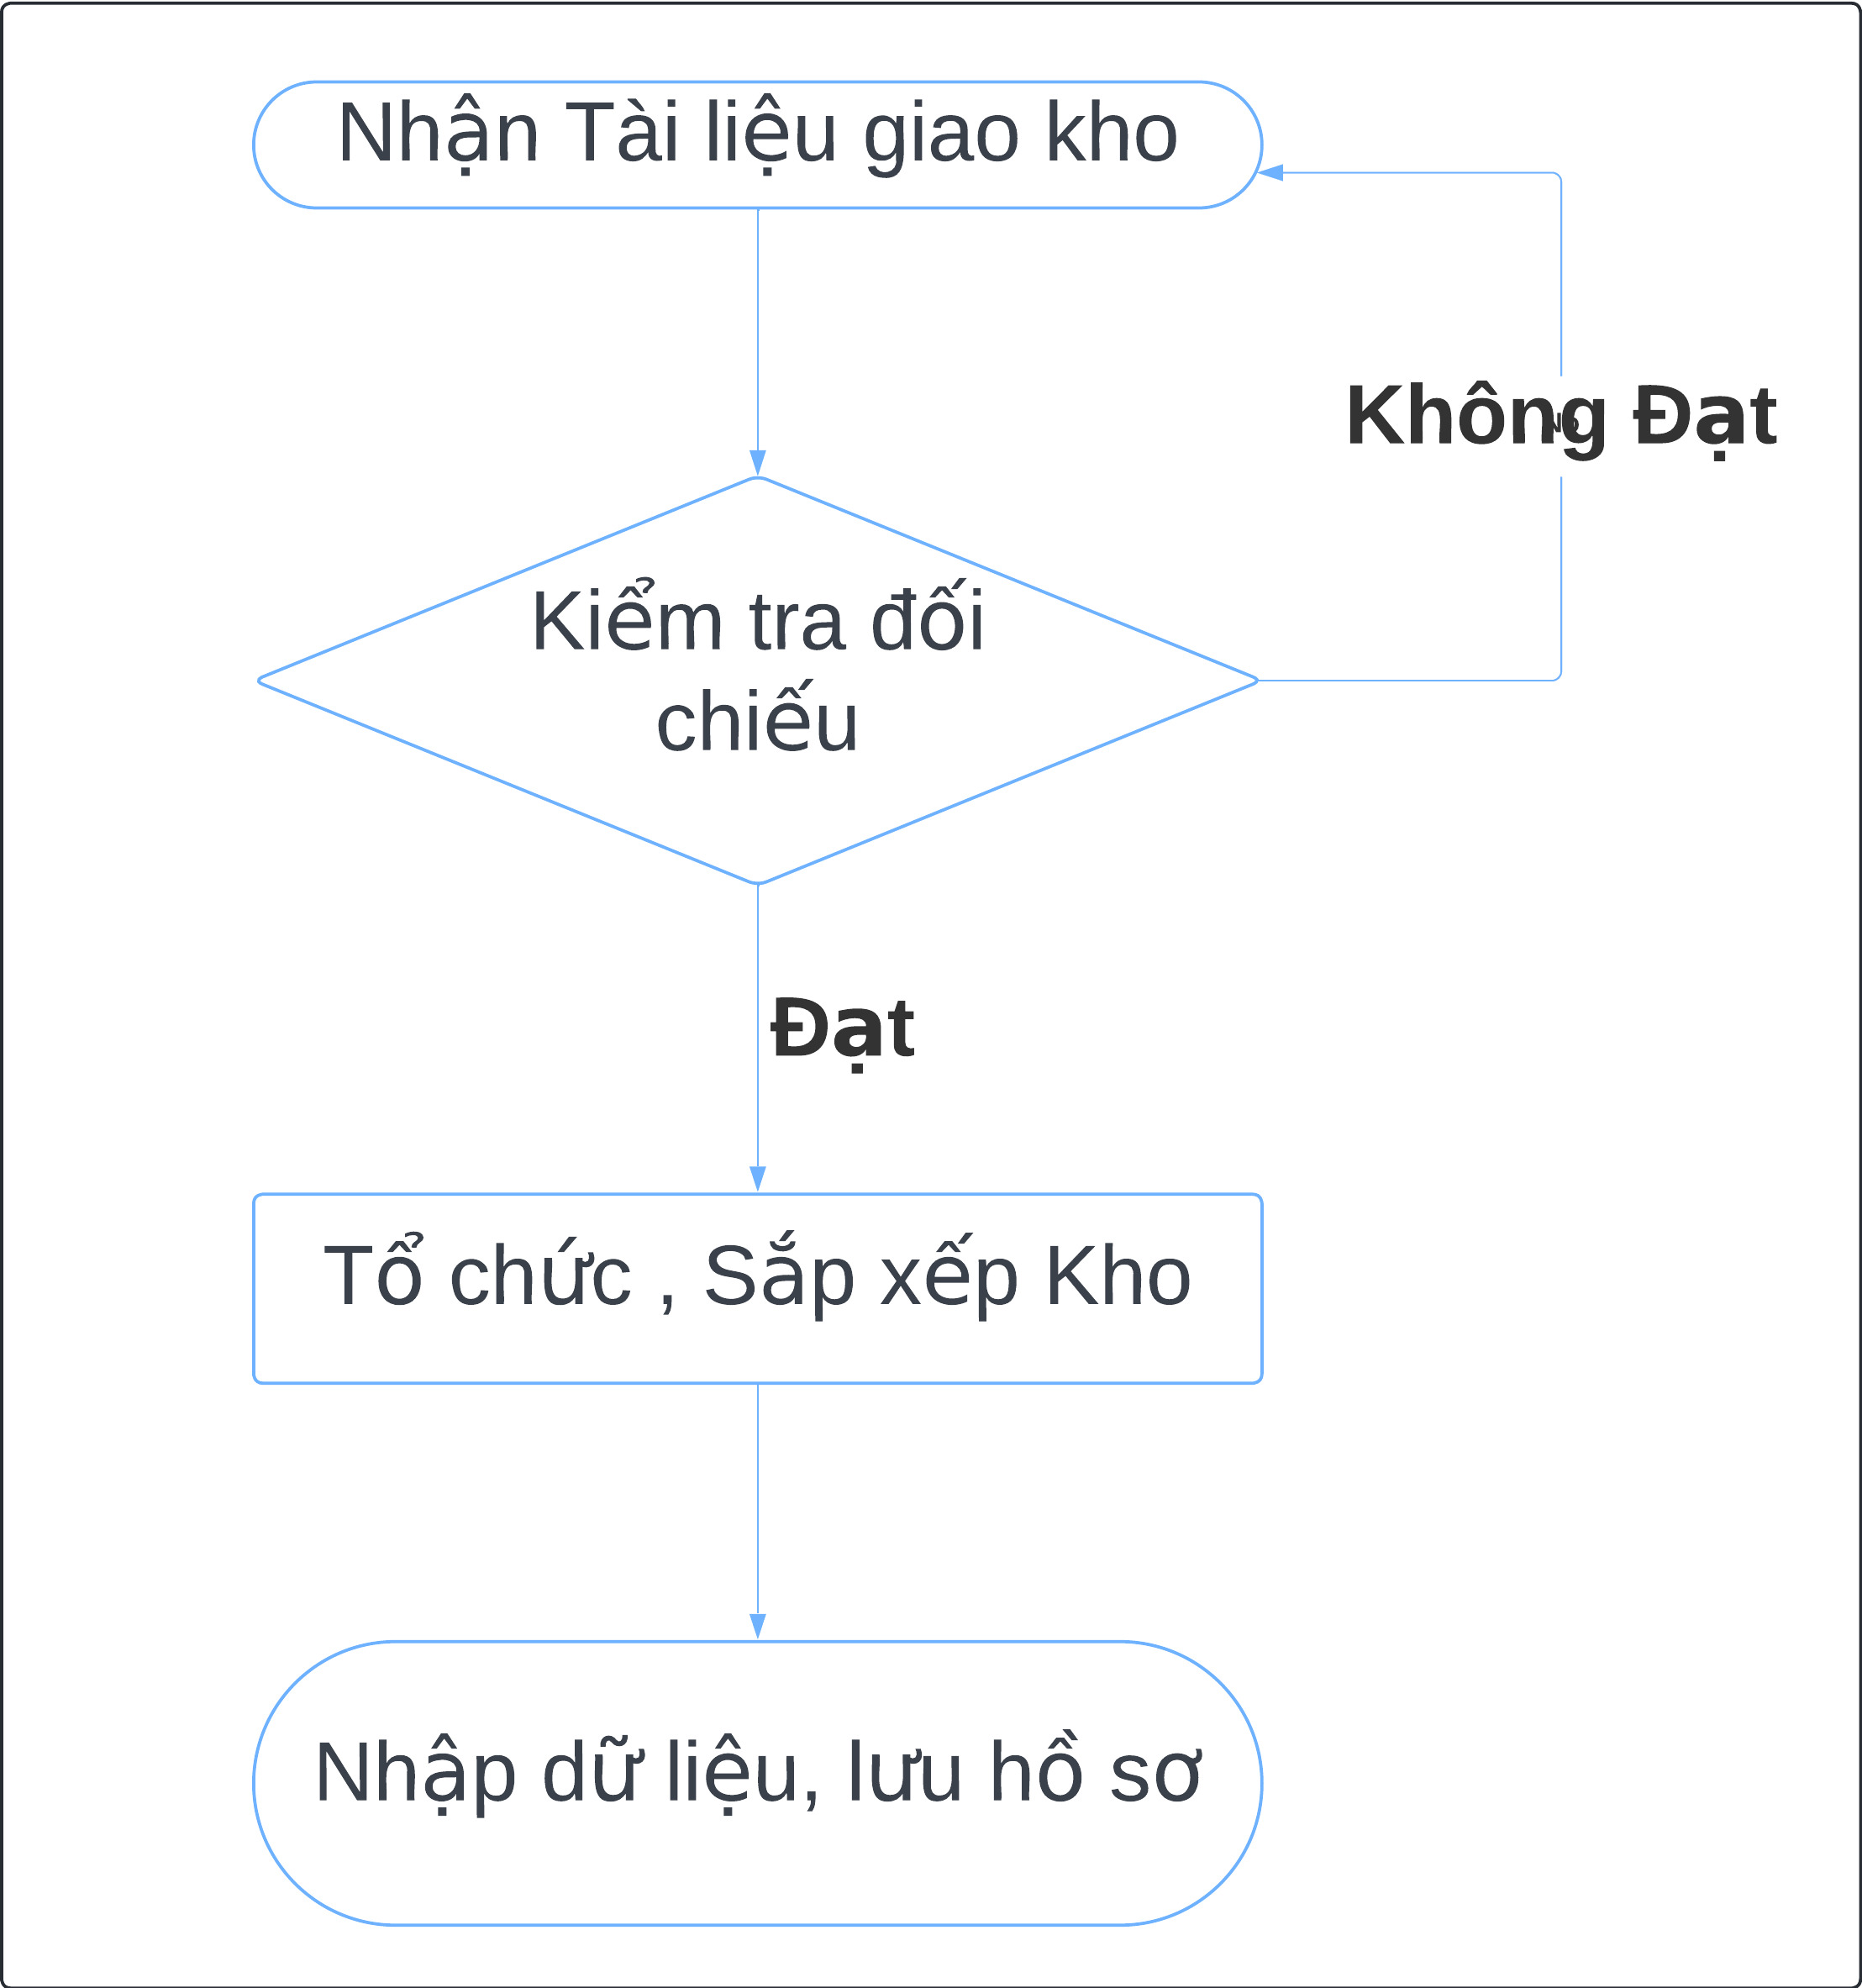 Nhận Tài liệu giao kho
Không Đạt
Kiểm tra đối
chiếu
Đạt
Tổ chức , Sắp xếp Kho
Nhập dữ liệu, lưu hồ sơ